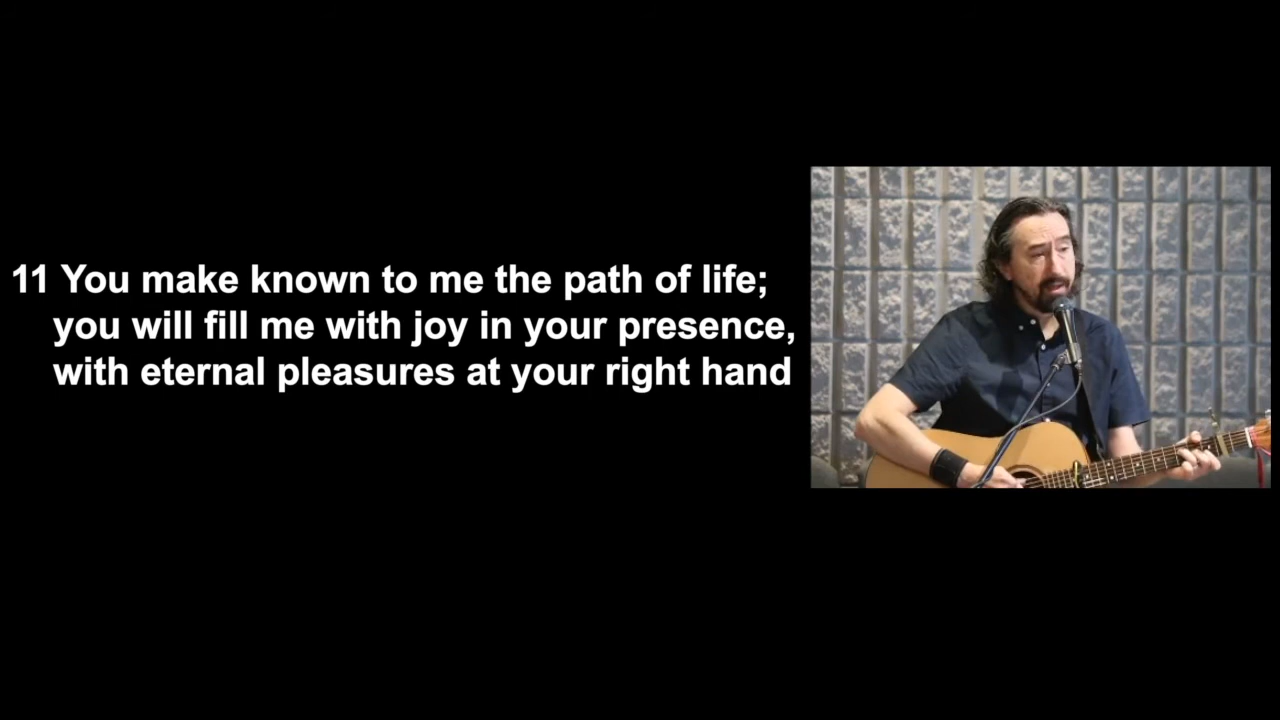 11 You make known to me the path of life;
you will fill me with joy in your presence,
with eternal pleasures at your right hand